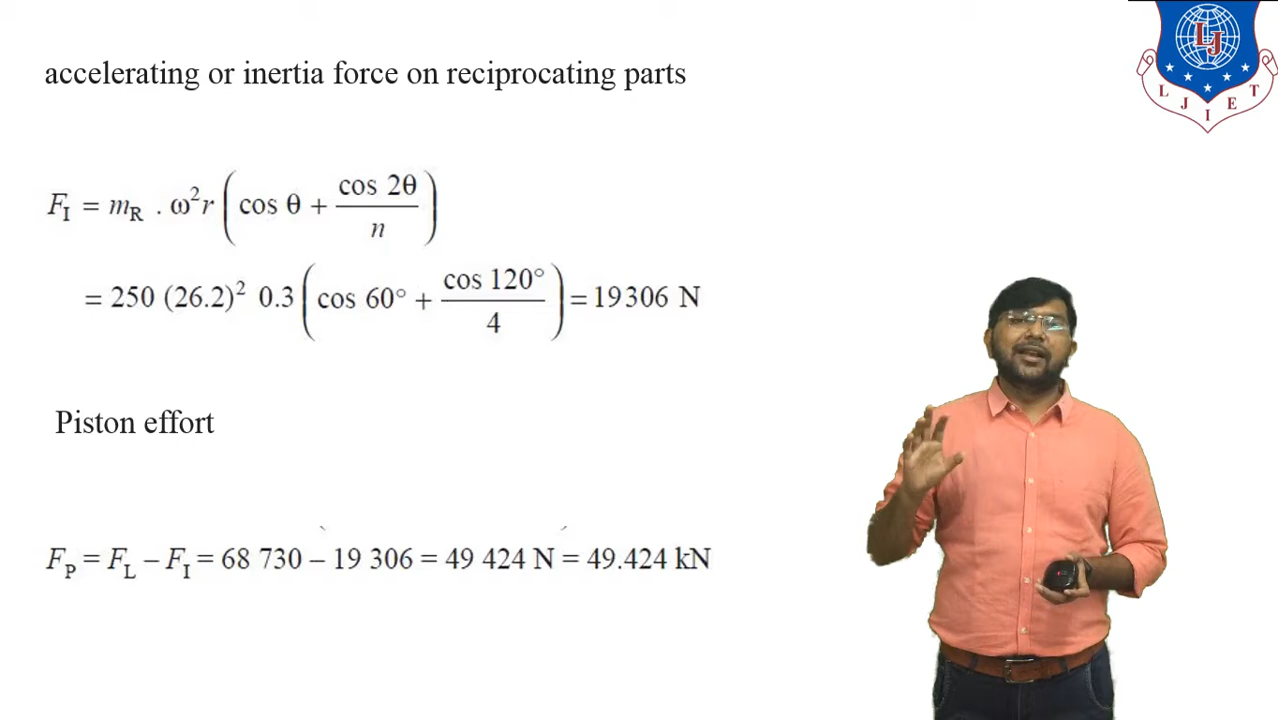 accelerating or inertia force on reciprocating parts
F_I = m_R . ω²r ( cos θ + cos 2θ / n )
= 250 (26.2)² 0.3 ( cos 60° + cos 120° / 4 ) = 19306 N
Piston effort
F_P = F_L – F_I = 68 730 – 19 306 = 49 424 N = 49.424 kN
LJ
L J I E T